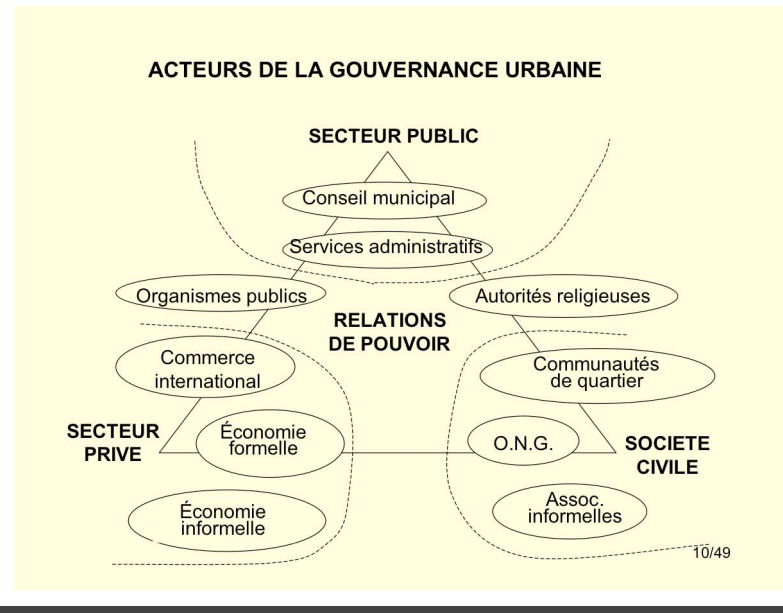 ACTEURS DE LA GOUVERNANCE URBAINE
SECTEUR PUBLIC
Conseil municipal
Services administratifs
Organismes publics
Autorités religieuses
RELATIONS
DE POUVOIR
Commerce
international
Communautés
de quartier
SECTEUR
PRIVE
Économie
formelle
O.N.G.
SOCIETE
CIVILE
Économie
informelle
Assoc.
informelles
10/49